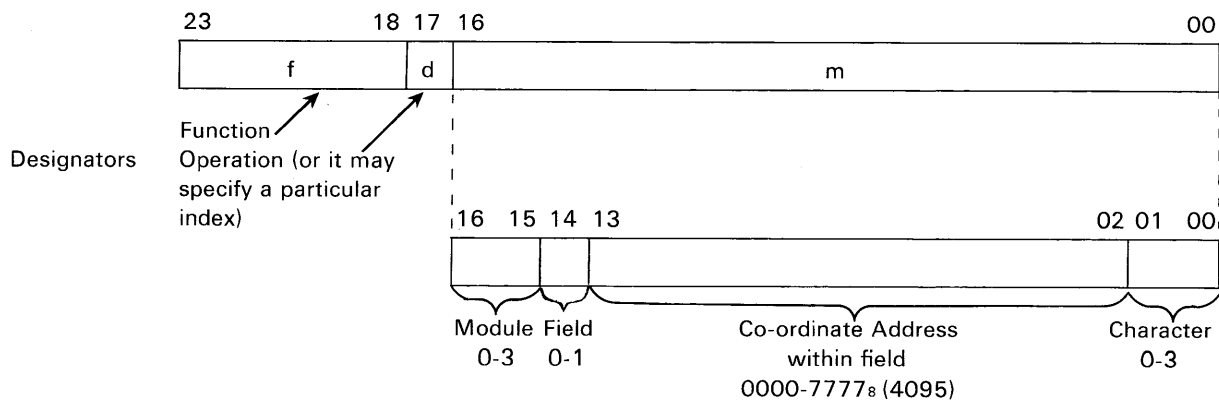 23 18 17 16 00
f d m
Function
Designators Operation (or it may
specify a particular
index)
16 15 14 13 02 01 00
Module Field Co-ordinate Address Character
0-3 0-1 within field 0-3
0000-7777₈ (4095)